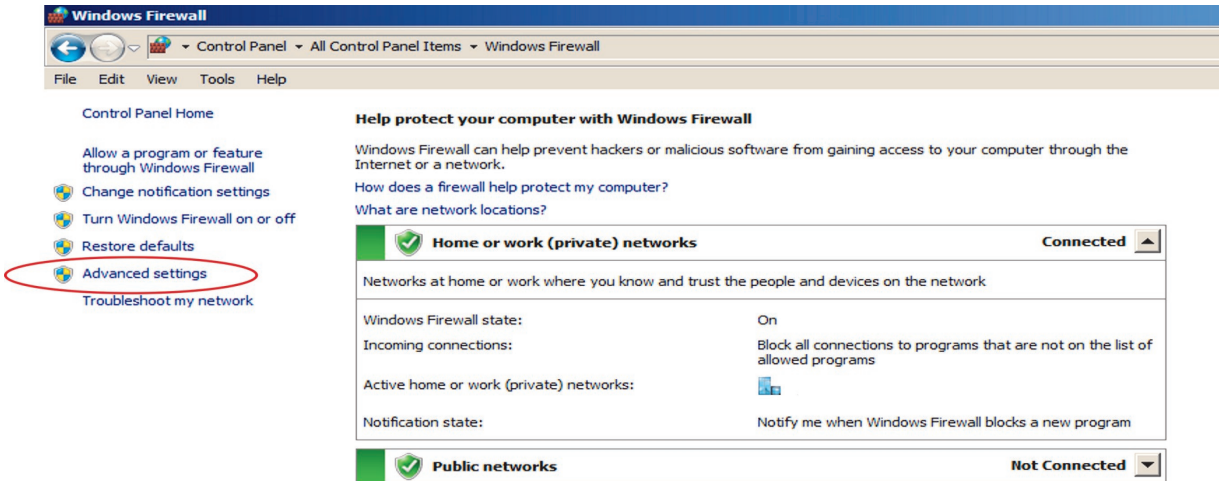 Windows Firewall
Control Panel All Control Panel Items Windows Firewall
File Edit View Tools Help
Control Panel Home
Allow a program or feature
through Windows Firewall
Change notification settings
Turn Windows Firewall on or off
Restore defaults
Advanced settings
Troubleshoot my network
Help protect your computer with Windows Firewall
Windows Firewall can help prevent hackers or malicious software from gaining access to your computer through the
Internet or a network.
How does a firewall help protect my computer?
What are network locations?
Home or work (private) networks Connected
Networks at home or work where you know and trust the people and devices on the network
Windows Firewall state: On
Incoming connections: Block all connections to programs that are not on the list of
allowed programs
Active home or work (private) networks:
Notification state: Notify me when Windows Firewall blocks a new program
Public networks Not Connected